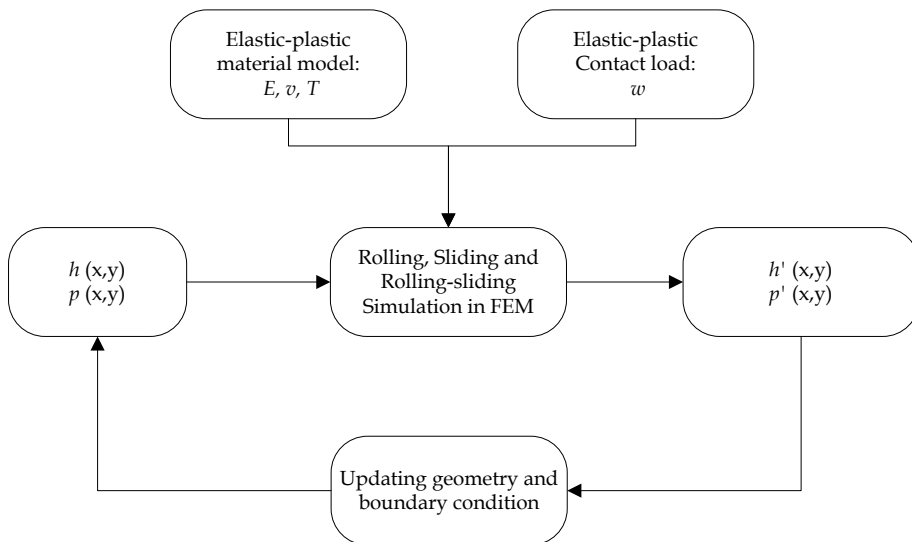 Elastic-plastic
material model:
E, v, T
Elastic-plastic
Contact load:
w
h (x,y)
p (x,y)
Rolling, Sliding and
Rolling-sliding
Simulation in FEM
h' (x,y)
p' (x,y)
Updating geometry and
boundary condition